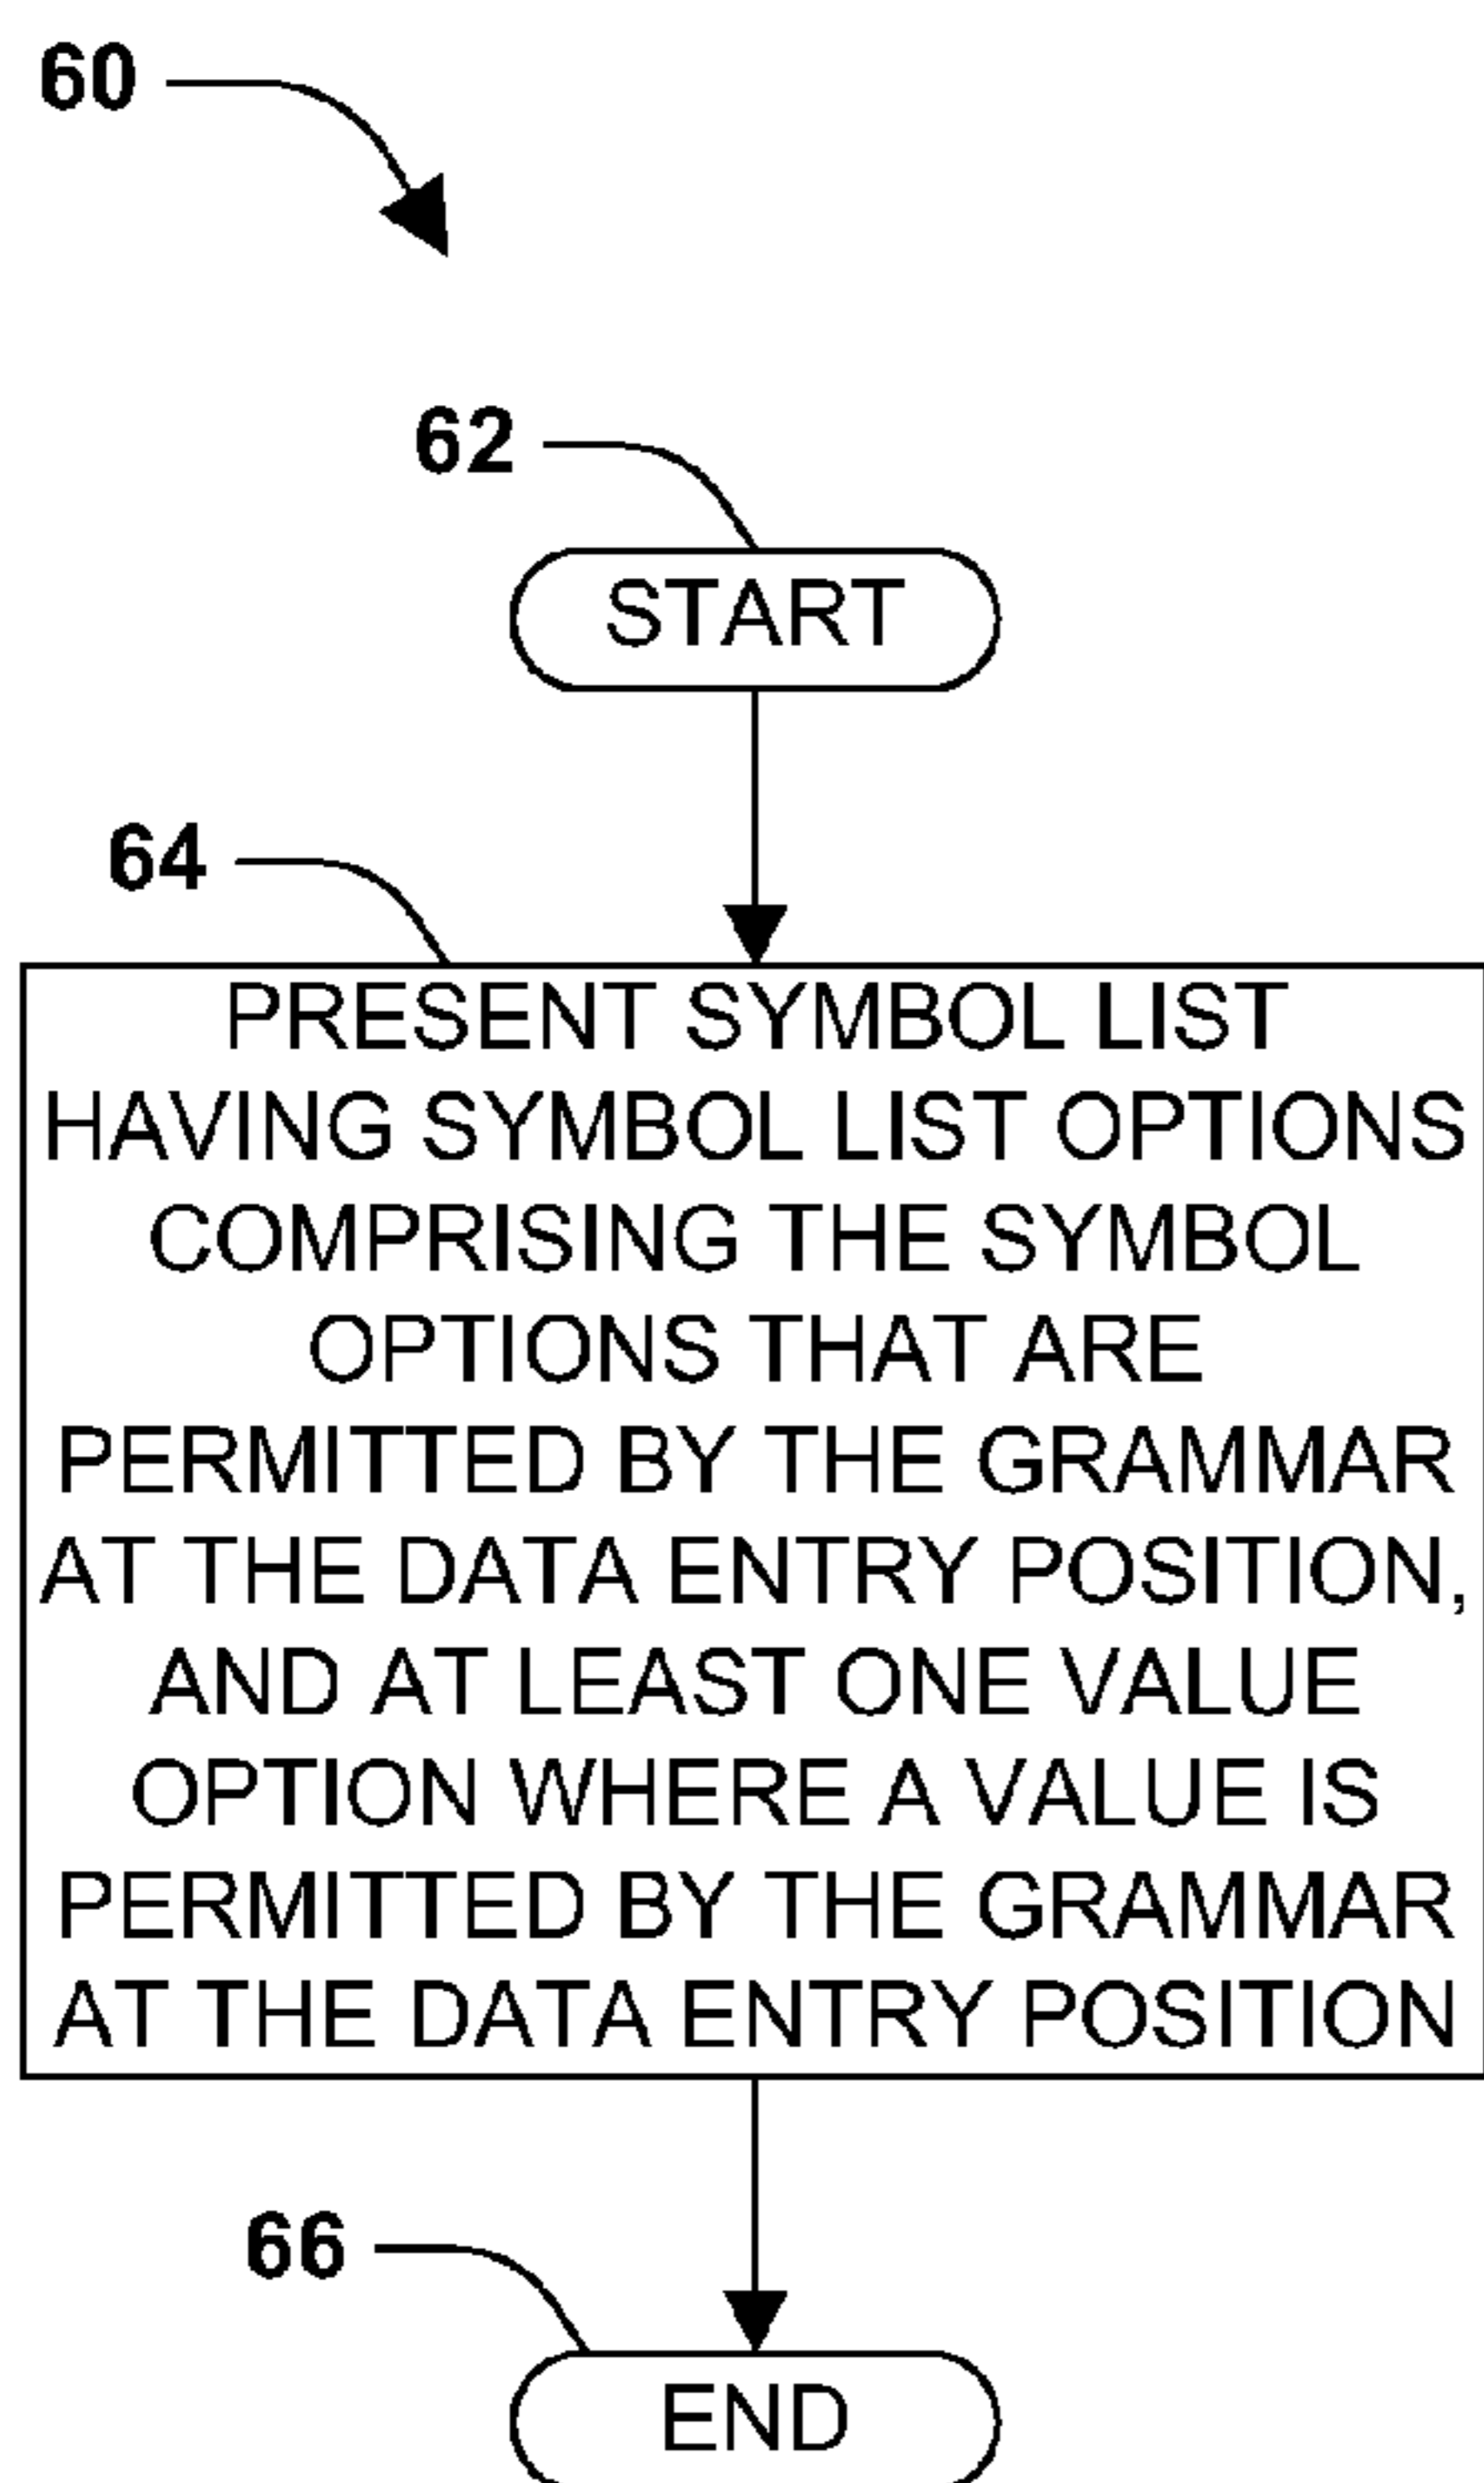 60
62
START
64
PRESENT SYMBOL LIST
HAVING SYMBOL LIST OPTIONS
COMPRISING THE SYMBOL
OPTIONS THAT ARE
PERMITTED BY THE GRAMMAR
AT THE DATA ENTRY POSITION,
AND AT LEAST ONE VALUE
OPTION WHERE A VALUE IS
PERMITTED BY THE GRAMMAR
AT THE DATA ENTRY POSITION
66
END